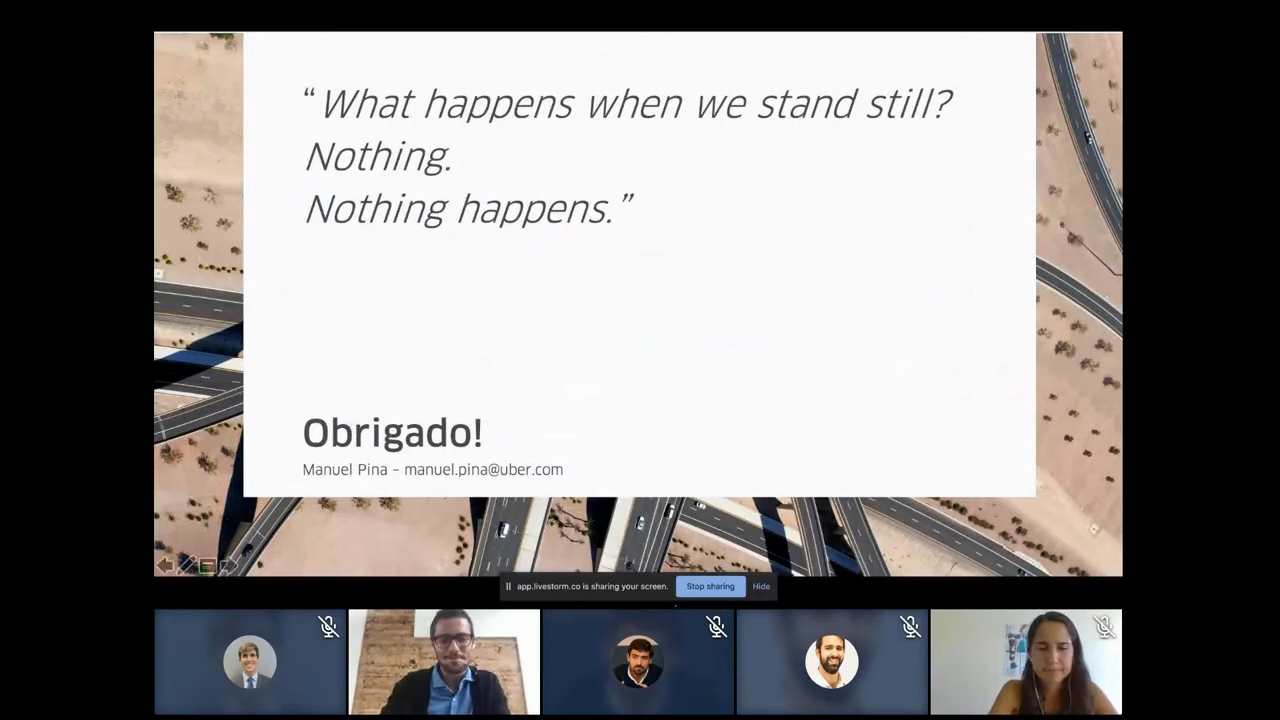 “What happens when we stand still?
Nothing.
Nothing happens.”
Obrigado!
Manuel Pina – manuel.pina@uber.com
app.livestorm.co is sharing your screen. Stop sharing Hide